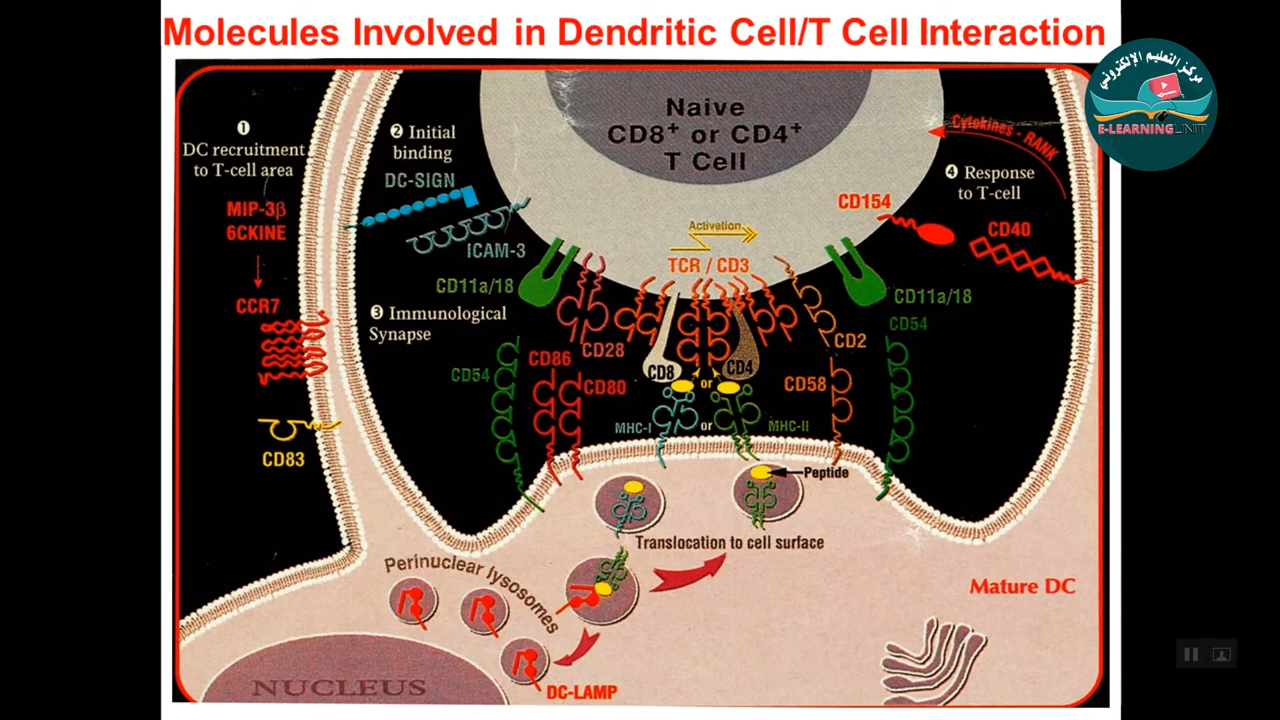 Molecules Involved in Dendritic Cell/T Cell Interaction
مركز التعليم الإلكتروني
E-LEARNING UNIT
❶
DC recruitment
to T-cell area
MIP-3β
6CKINE
CCR7
CD83
❷ Initial
binding
DC-SIGN
ICAM-3
Naive
CD8+ or CD4+
T Cell
Cytokines - RANK
❹ Response
to T-cell
CD154
CD40
Activation
TCR / CD3
CD11a/18
CD11a/18
❸ Immunological
Synapse
CD54
CD54
CD28
CD86
CD80
CD8
or
CD4
CD2
CD58
MHC-I
or
MHC-II
Peptide
Translocation to cell surface
Perinuclear lysosomes
Mature DC
NUCLEUS
DC-LAMP